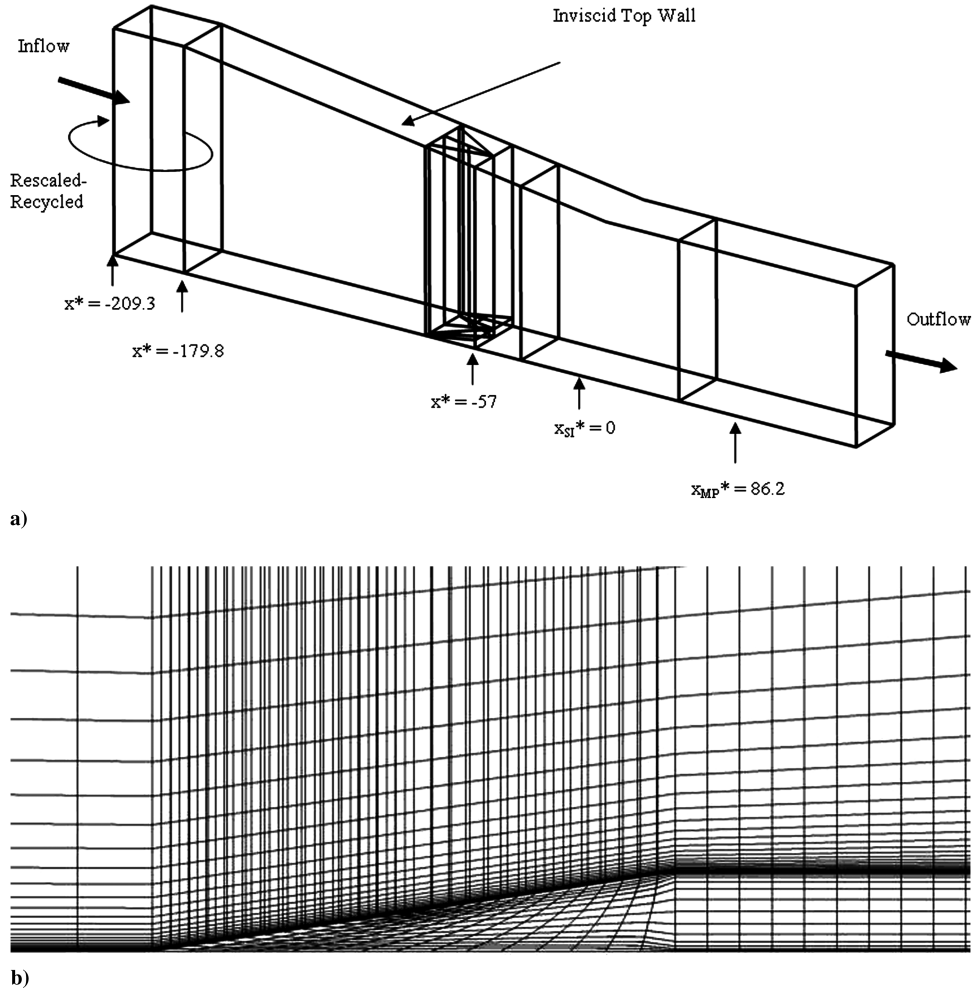 Inviscid Top Wall
Inflow
Rescaled-
Recycled
x* = -209.3
x* = -179.8
x* = -57
xSI* = 0
xMP* = 86.2
Outflow
a)
b)